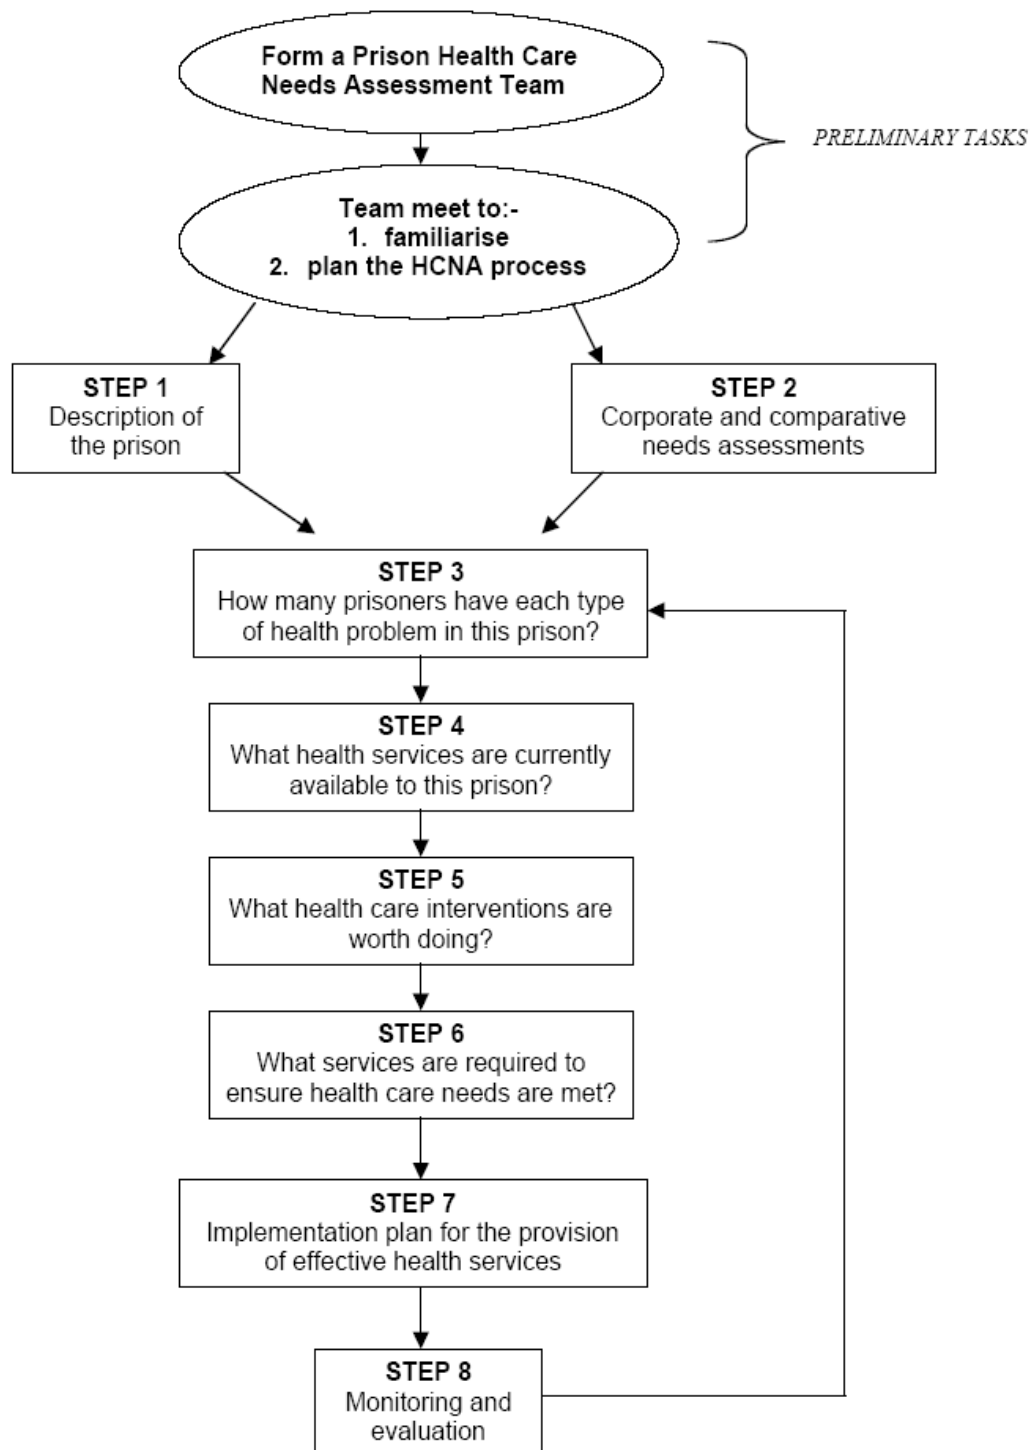 Form a Prison Health Care
Needs Assessment Team
PRELIMINARY TASKS
Team meet to:-
1. familiarise
2. plan the HCNA process
STEP 1
Description of
the prison
STEP 2
Corporate and comparative
needs assessments
STEP 3
How many prisoners have each type
of health problem in this prison?
STEP 4
What health services are currently
available to this prison?
STEP 5
What health care interventions are
worth doing?
STEP 6
What services are required to
ensure health care needs are met?
STEP 7
Implementation plan for the provision
of effective health services
STEP 8
Monitoring and
evaluation